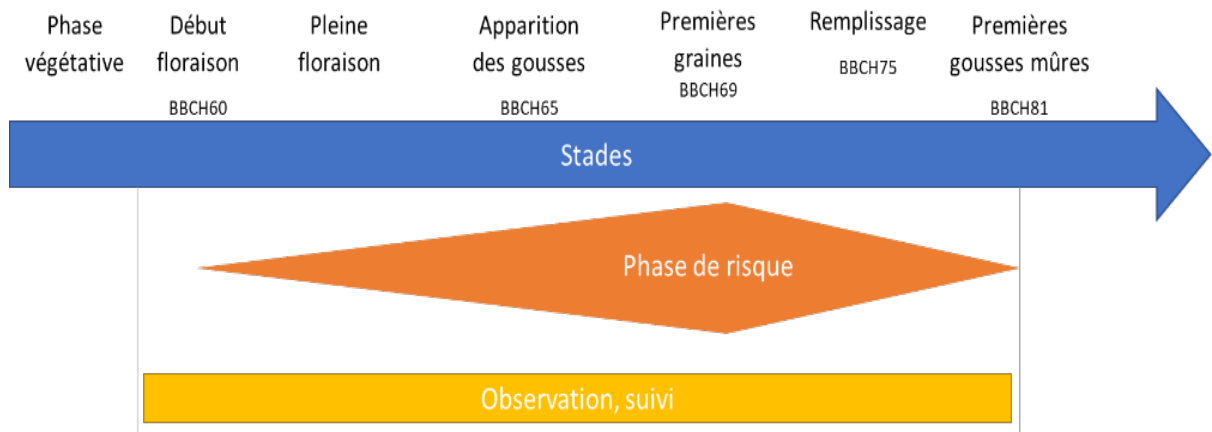 Phase
végétative
Début
floraison
BBCH60
Pleine
floraison
Apparition
des gousses
BBCH65
Premières
graines
BBCH69
Remplissage
BBCH75
Premières
gousses mûres
BBCH81
Stades
Phase de risque
Observation, suivi